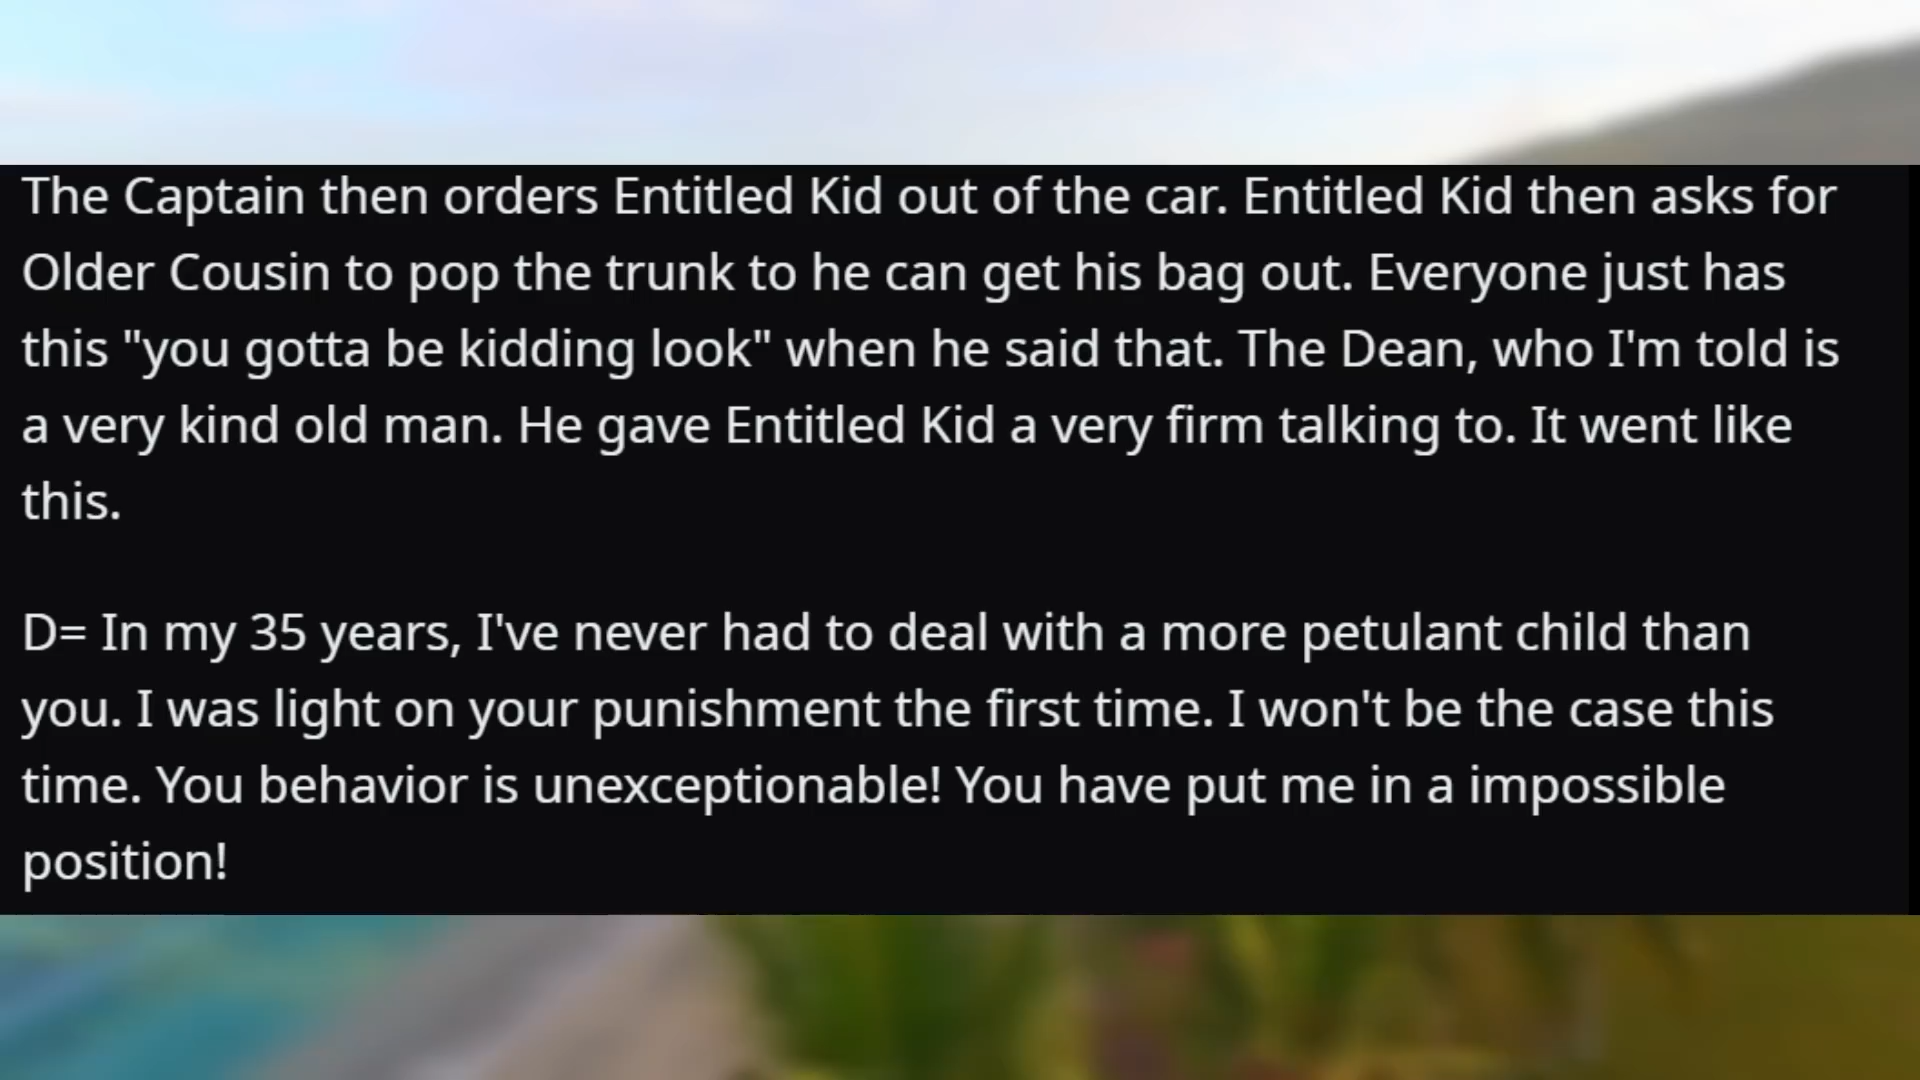 The Captain then orders Entitled Kid out of the car. Entitled Kid then asks for
Older Cousin to pop the trunk to he can get his bag out. Everyone just has
this "you gotta be kidding look" when he said that. The Dean, who I'm told is
a very kind old man. He gave Entitled Kid a very firm talking to. It went like
this.
D= In my 35 years, I've never had to deal with a more petulant child than
you. I was light on your punishment the first time. I won't be the case this
time. You behavior is unexceptionable! You have put me in a impossible
position!